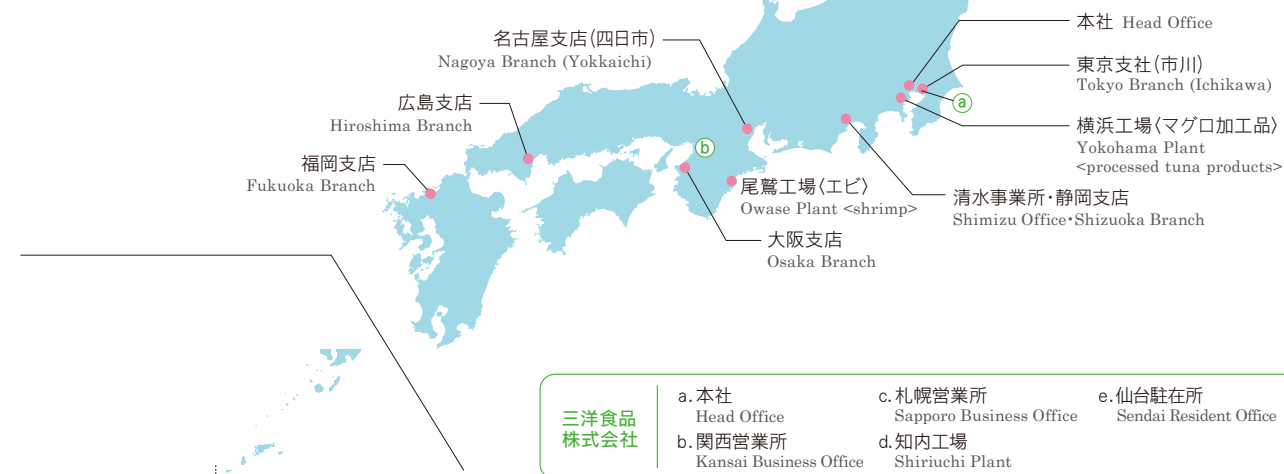 本社 Head Office
名古屋支店(四日市)
Nagoya Branch (Yokkaichi)
東京支社(市川)
Tokyo Branch (Ichikawa)
広島支店
Hiroshima Branch
ⓐ
横浜工場〈マグロ加工品〉
Yokohama Plant
<processed tuna products>
ⓑ
福岡支店
Fukuoka Branch
尾鷲工場〈エビ〉
Owase Plant <shrimp>
清水事業所・静岡支店
Shimizu Office・Shizuoka Branch
大阪支店
Osaka Branch
三洋食品
株式会社
a.本社
Head Office
b.関西営業所
Kansai Business Office
c.札幌営業所
Sapporo Business Office
d.知内工場
Shiriuchi Plant
e.仙台駐在所
Sendai Resident Office